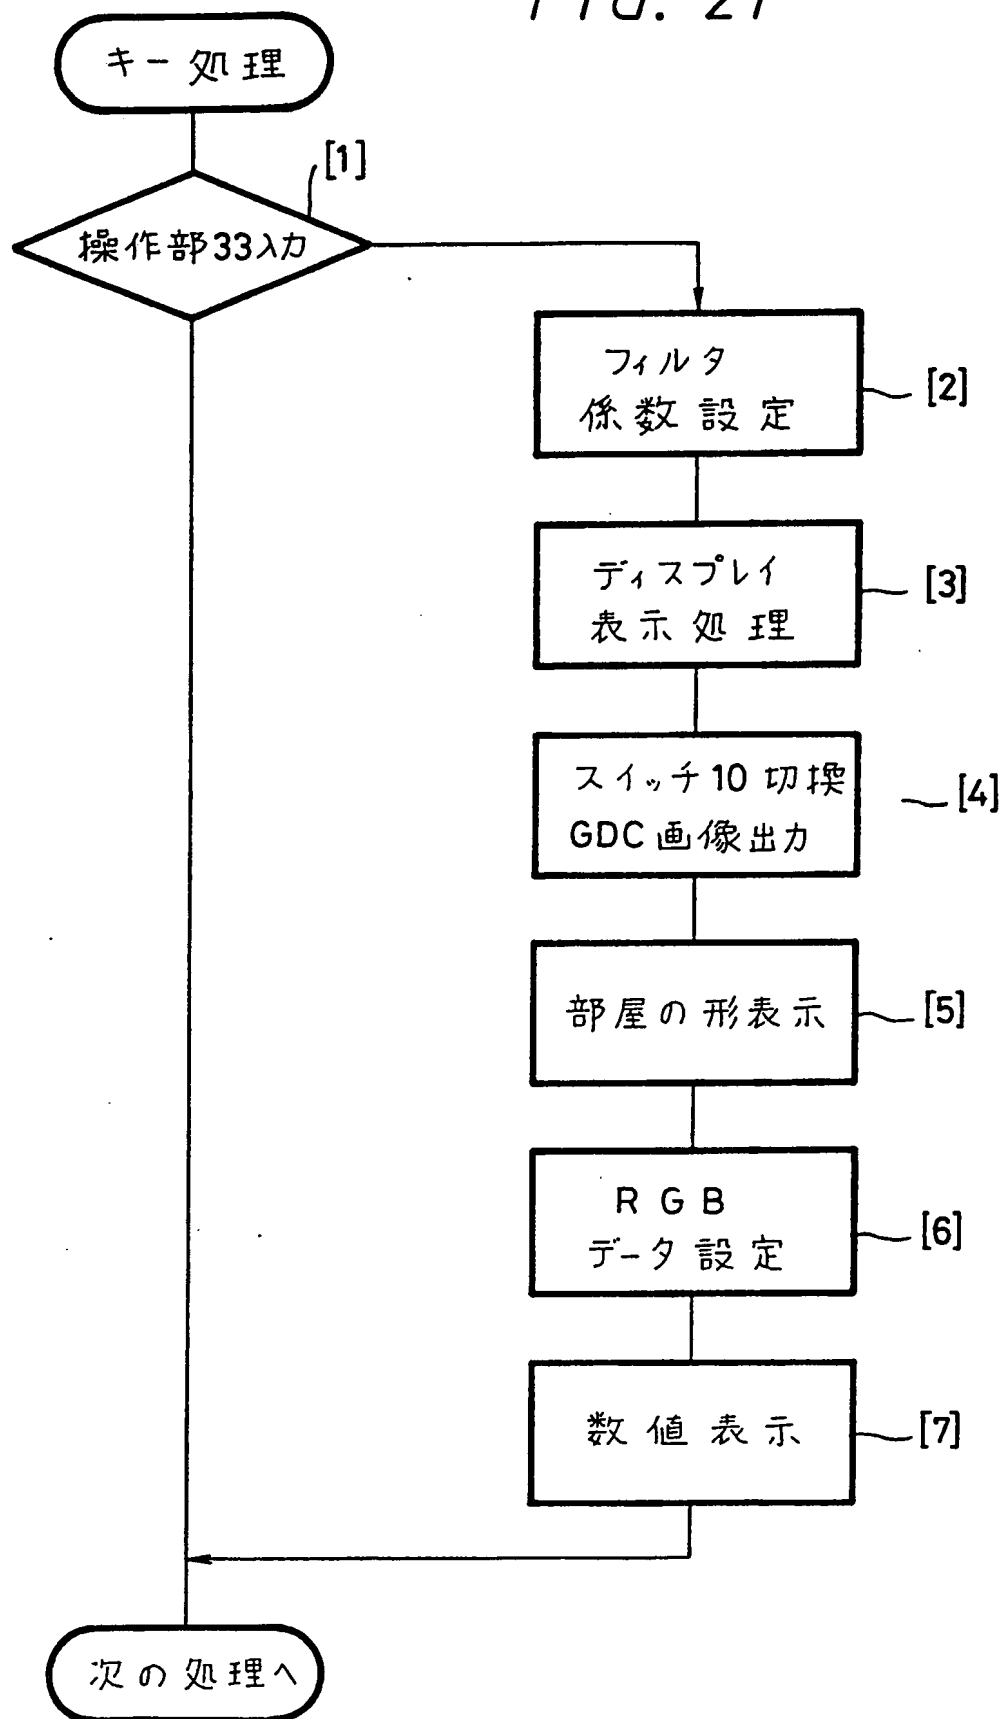 FIG. 21
キー処理
[1]
操作部33入力
フィルタ
係数設定
[2]
ディスプレイ
表示処理
[3]
スイッチ10切換
GDC画像出力
[4]
部屋の形表示
[5]
RGB
データ設定
[6]
数値表示
[7]
次の処理へ